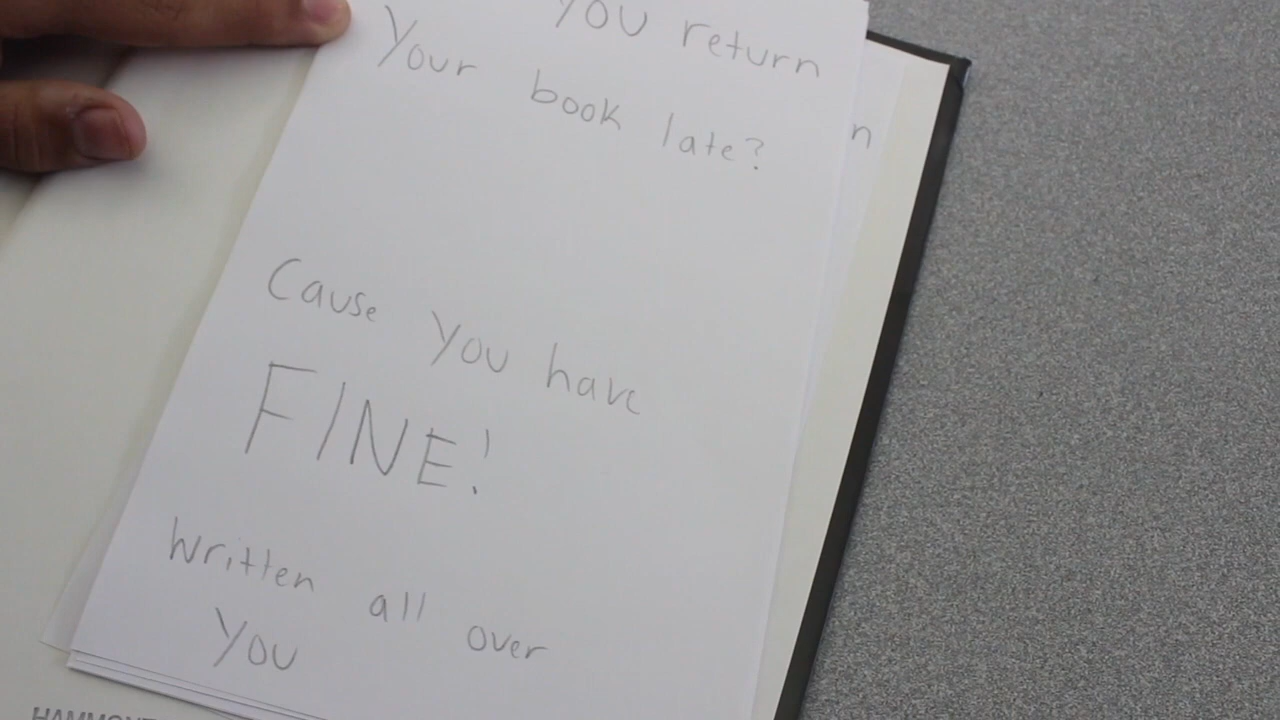 You return
Your book late?
Cause you have
FINE!
Written all over
You
n